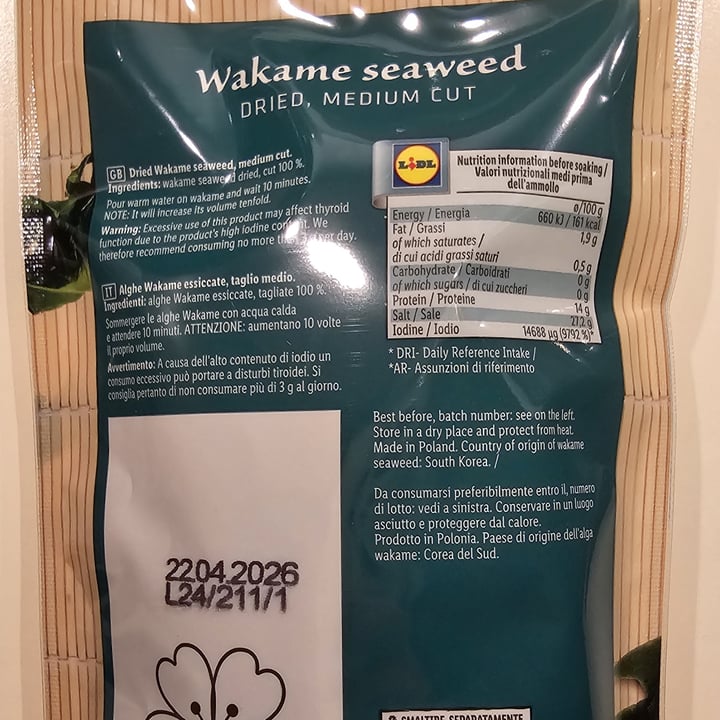 Wakame seaweed
DRIED, MEDIUM CUT
GB Dried Wakame seaweed, medium cut.
Ingredients: wakame seaweed dried, cut 100 %.
Pour warm water on wakame and wait 10 minutes.
NOTE: It will increase its volume tenfold.
Warning: Excessive use of this product may affect thyroid
function due to the product's high iodine content. We
therefore recommend consuming no more than 3 g per day.
IT Alghe Wakame essiccate, taglio medio.
Ingredienti: alghe Wakame essiccate, tagliate 100 %.
Sommergere le alghe Wakame con acqua calda
e attendere 10 minuti. ATTENZIONE: aumentano 10 volte
il proprio volume.
Avvertimento: A causa dell'alto contenuto di iodio un
consumo eccessivo può portare a disturbi tiroidei. Si
consiglia pertanto di non consumare più di 3 g al giorno.
22.04.2026
L24/211/1
LIDL
Nutrition information before soaking /
Valori nutrizionali medi prima
dell'ammollo
ø/100 g
Energy / Energia 660 kJ / 161 kcal
Fat / Grassi 1,9 g
of which saturates /
di cui acidi grassi saturi 0,5 g
Carbohydrate / Carboidrati 0 g
of which sugars / di cui zuccheri 0 g
Protein / Proteine 14 g
Salt / Sale 27,2 g
Iodine / Iodio 14688 µg (9792 %)*
* DRI- Daily Reference Intake /
*AR- Assunzioni di riferimento
Best before, batch number: see on the left.
Store in a dry place and protect from heat.
Made in Poland. Country of origin of wakame
seaweed: South Korea. /
Da consumarsi preferibilmente entro il, numero
di lotto: vedi a sinistra. Conservare in un luogo
asciutto e proteggere dal calore.
Prodotto in Polonia. Paese di origine dell'alga
wakame: Corea del Sud.
SMALTIRE SEPARATAMENTE